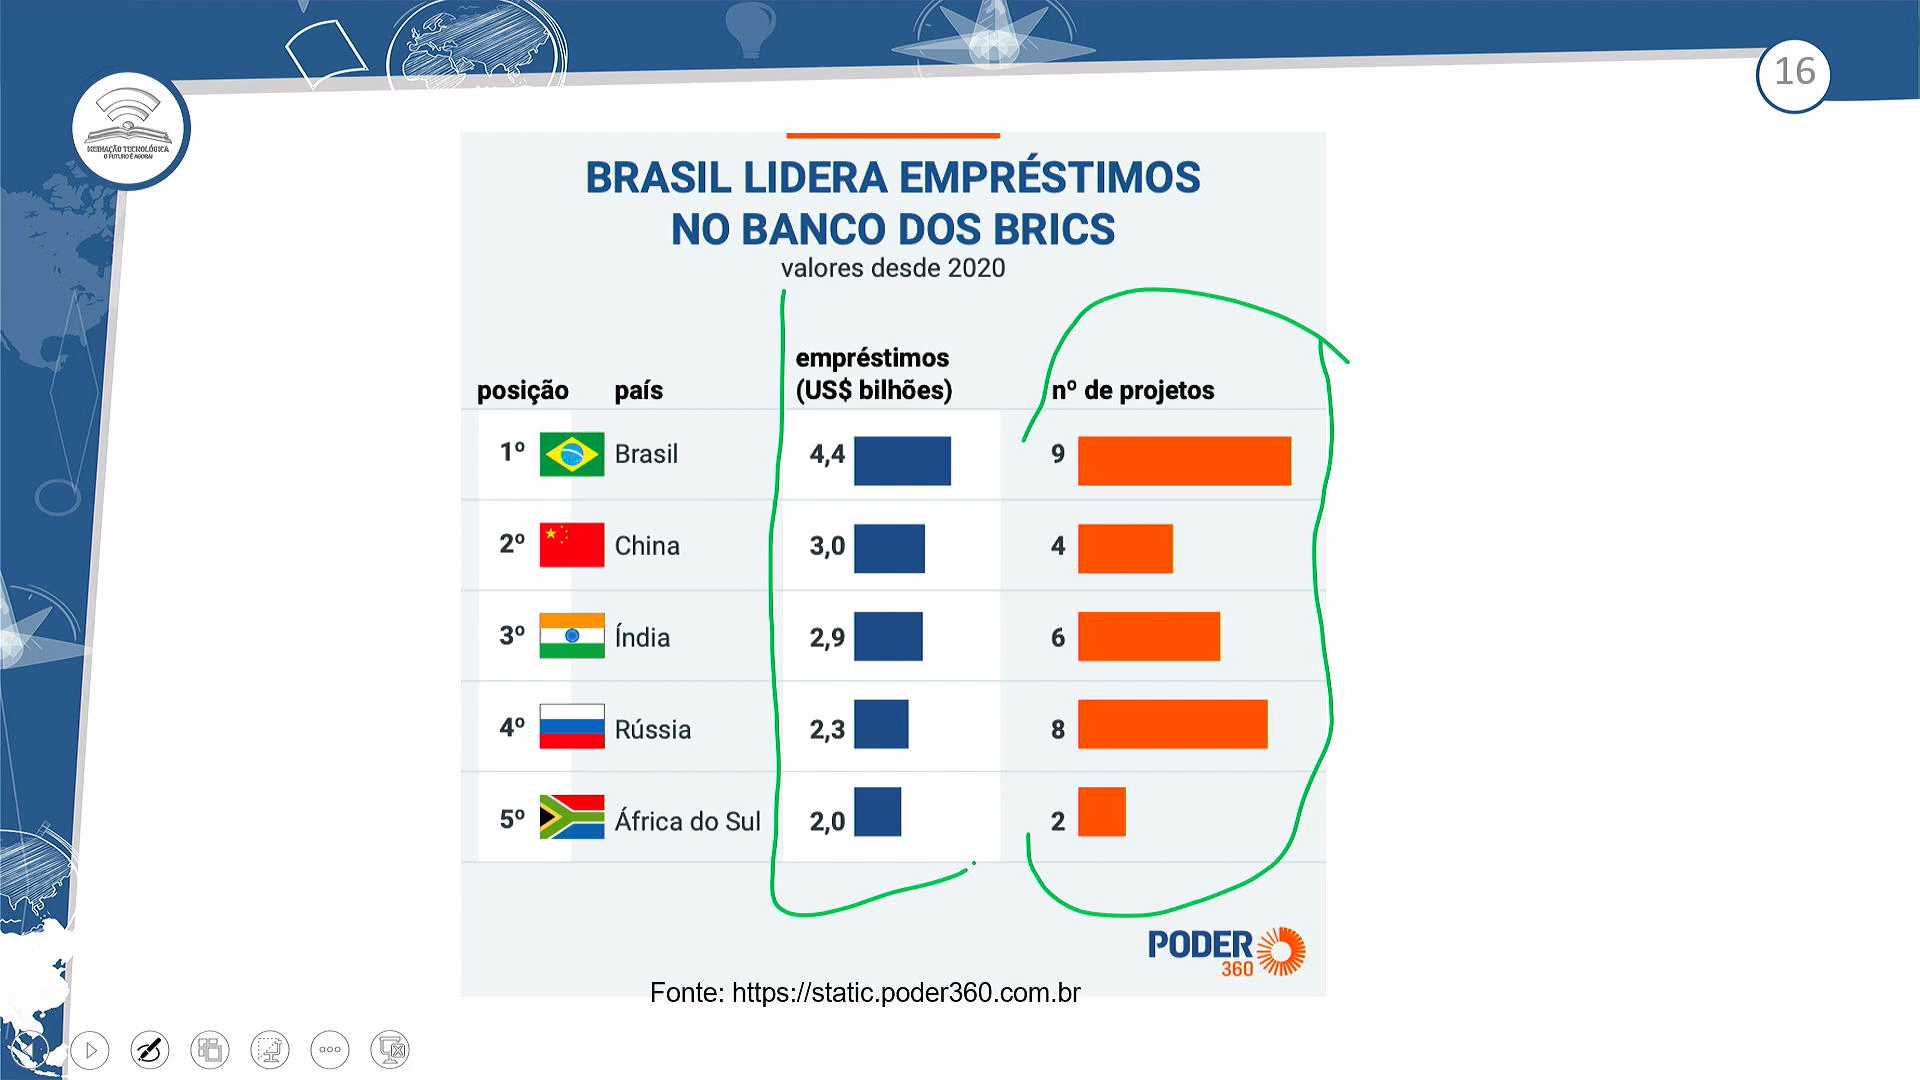 MEDIAÇÃO TECNOLÓGICA
O FUTURO É AGORA!
16
BRASIL LIDERA EMPRÉSTIMOS
NO BANCO DOS BRICS
valores desde 2020
posição país empréstimos (US$ bilhões) nº de projetos
1º Brasil 4,4 9
2º China 3,0 4
3º Índia 2,9 6
4º Rússia 2,3 8
5º África do Sul 2,0 2
PODER
360
Fonte: https://static.poder360.com.br